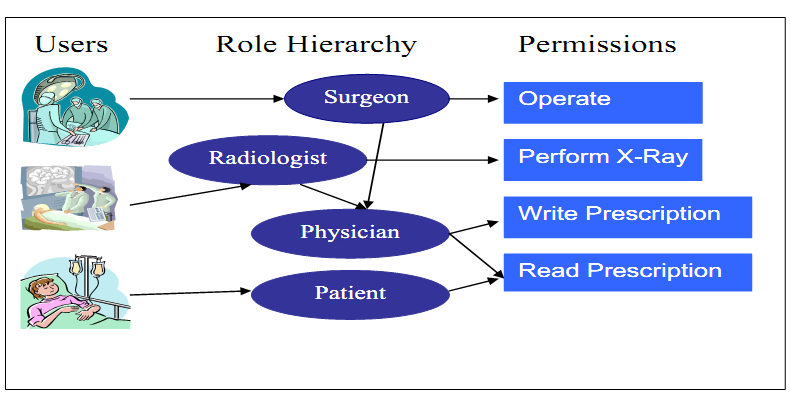 Users
Role Hierarchy
Permissions
Surgeon
Operate
Radiologist
Perform X-Ray
Physician
Write Prescription
Patient
Read Prescription